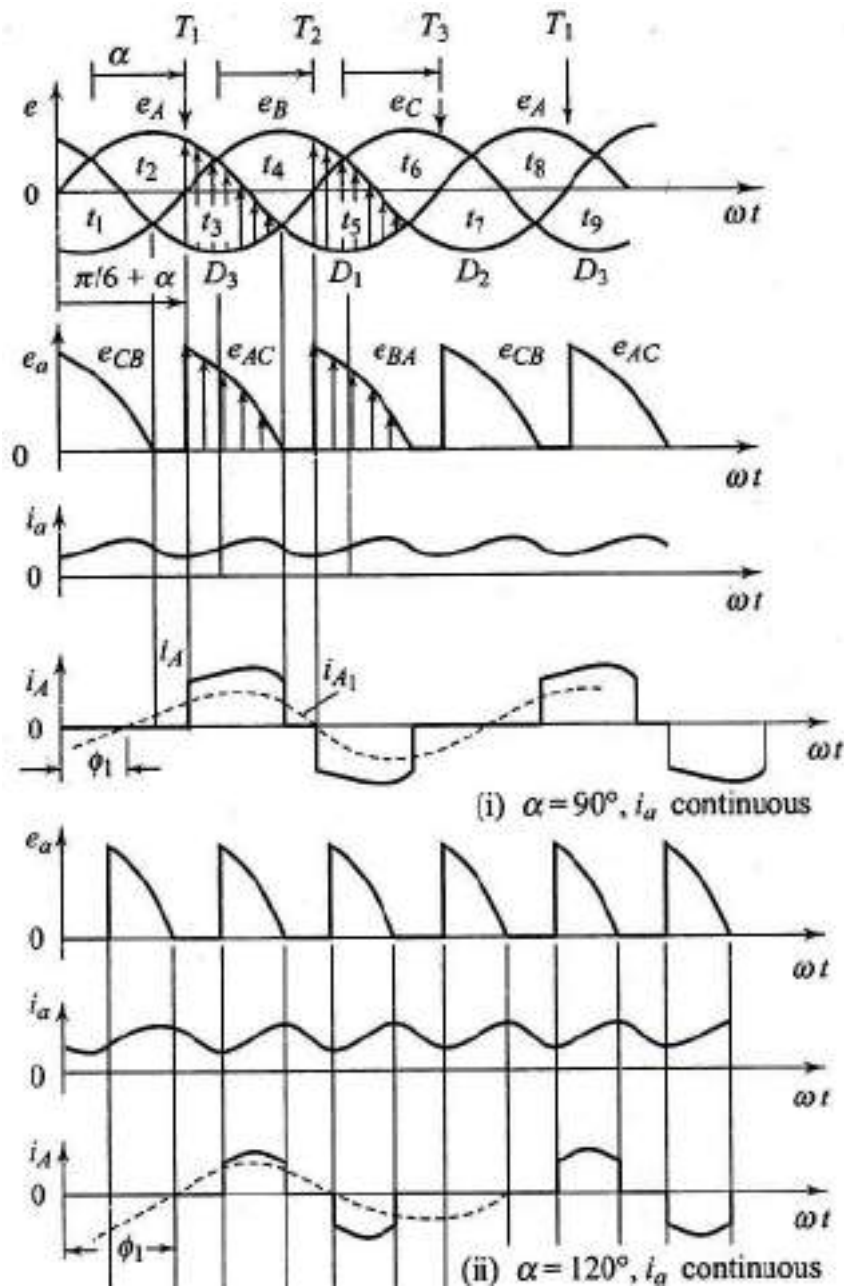 T1 T2 T3 T1
α
e eA eB eC eA
t2 t4 t6 t8
0
ωt
t1 t3 t5 t7 t9
π/6 + α D3 D1 D2 D3
ea eCB eAC eBA eCB eAC
0
ωt
ia
0
ωt
iA iA iA1
0
ωt
ϕ1
(i) α = 90°, ia continuous
ea
0
ωt
ia
0
ωt
iA
0
ωt
ϕ1
(ii) α = 120°, ia continuous